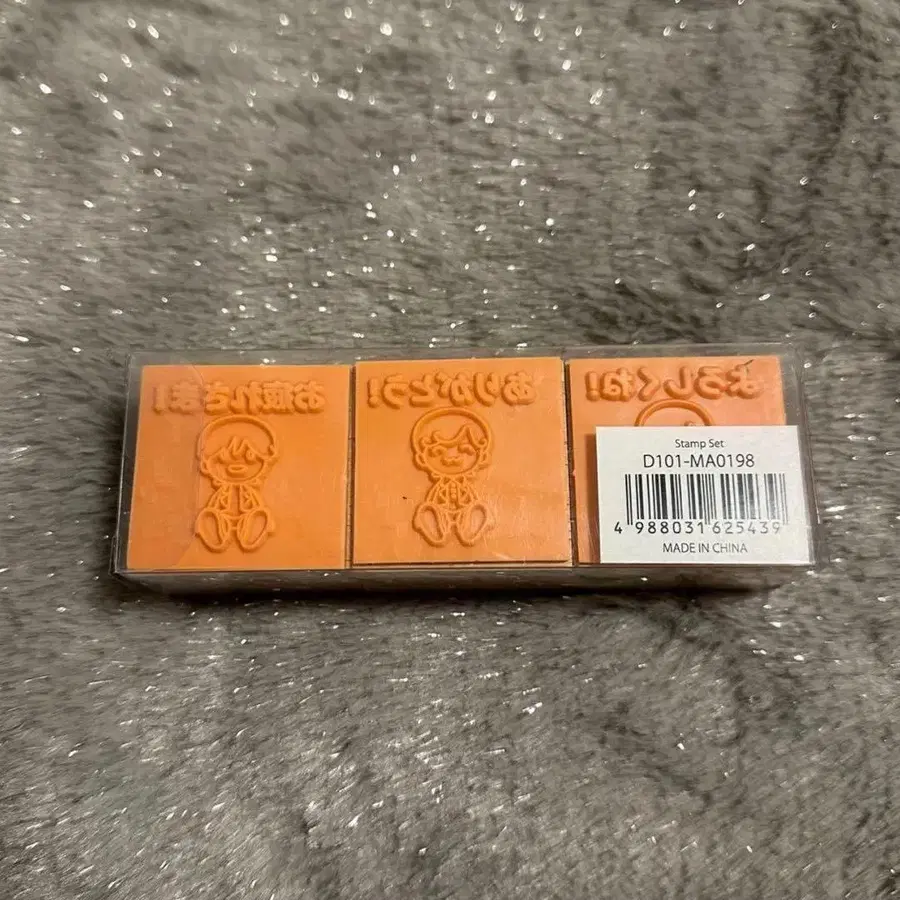 お疲れさま!
ありがとう!
よろしくね!
Stamp Set
D101-MA0198
4 988031 625439
MADE IN CHINA